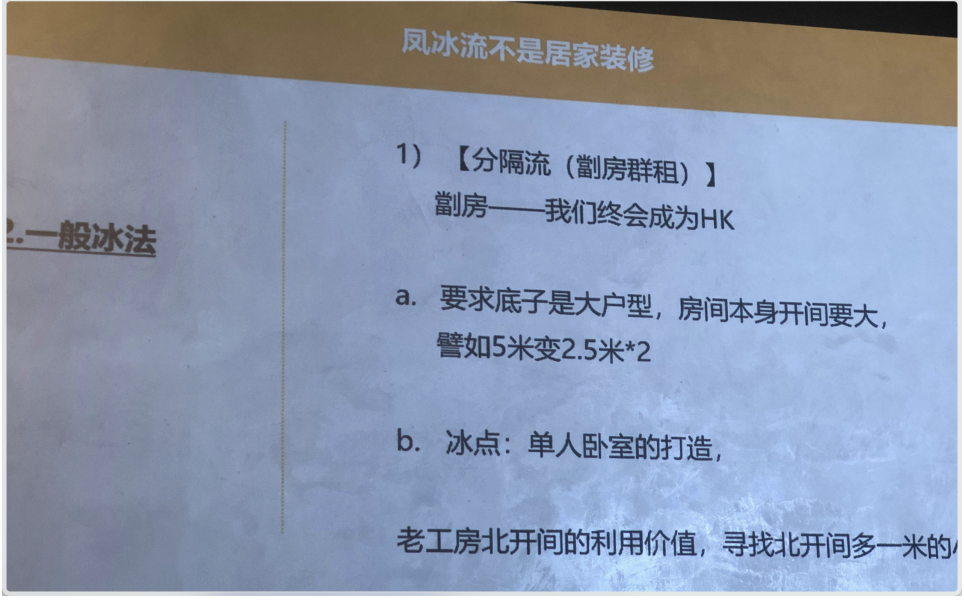 凤冰流不是居家装修
2.一般冰法
1) 【分隔流（劏房群租）】
劏房——我们终会成为HK
a. 要求底子是大户型，房间本身开间要大，
譬如5米变2.5米*2
b. 冰点：单人卧室的打造，
老工房北开间的利用价值，寻找北开间多一米的